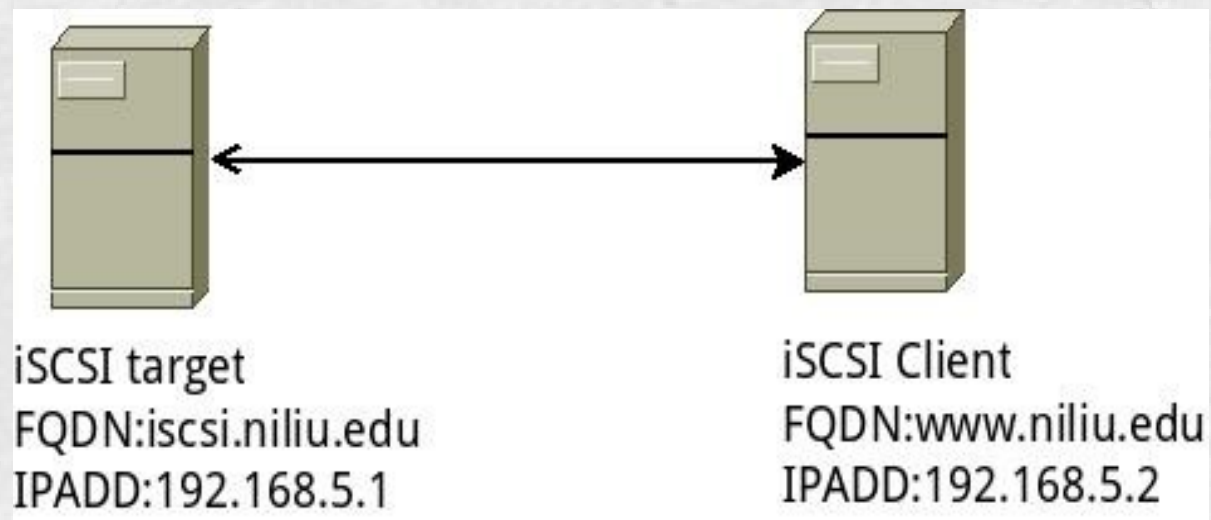 iSCSI target
FQDN:iscsi.niliu.edu
IPADD:192.168.5.1
iSCSI Client
FQDN:www.niliu.edu
IPADD:192.168.5.2